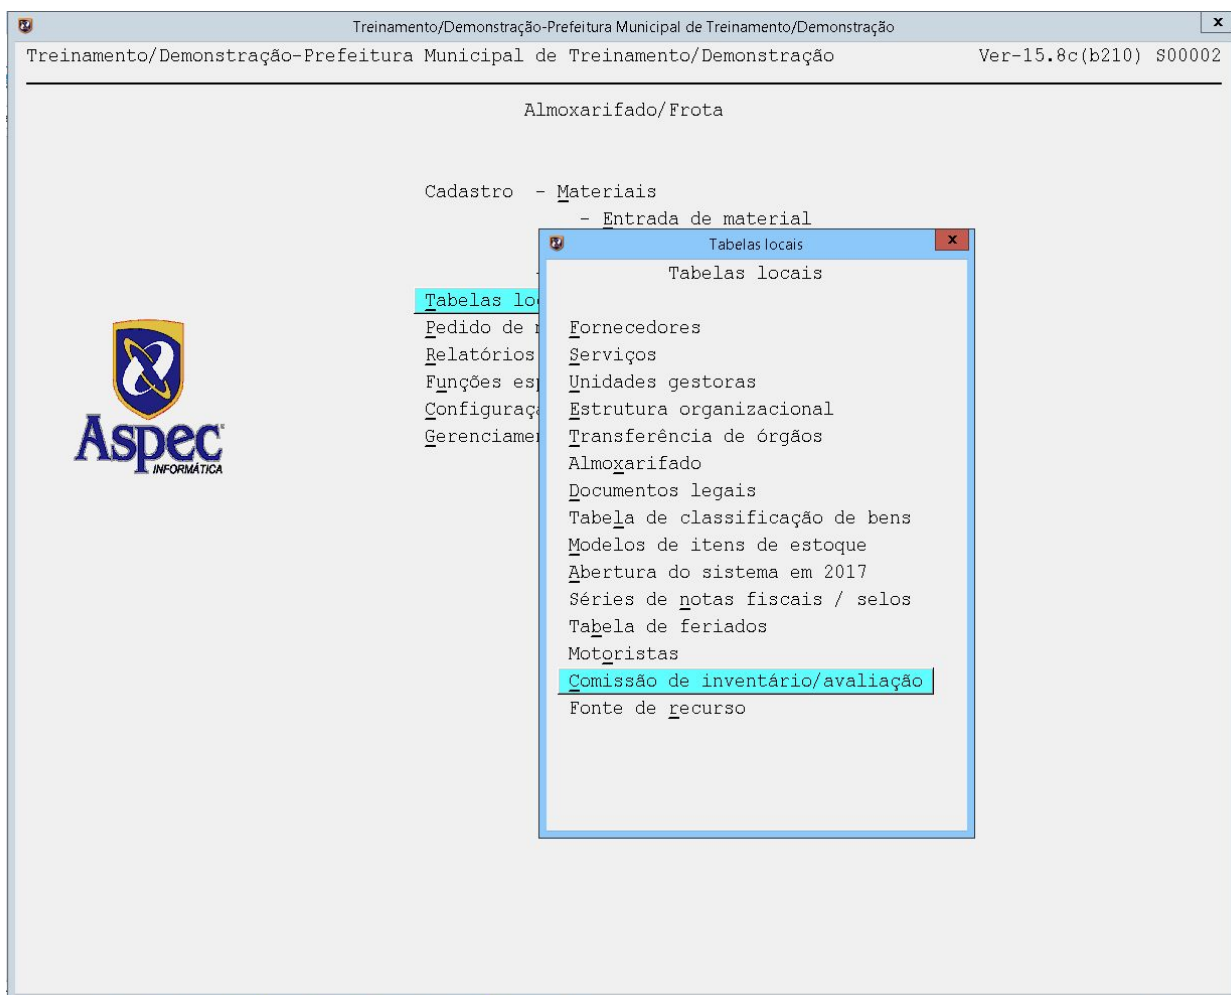 Treinamento/Demonstração-Prefeitura Municipal de Treinamento/Demonstração
x
Treinamento/Demonstração-Prefeitura Municipal de Treinamento/Demonstração Ver-15.8c(b210) S00002
Almoxarifado/Frota
Cadastro - Materiais
- Entrada de material
Tabelas locais
x
Tabelas locais
Tabelas lo
Pedido de
Relatórios
Funções es
Configuraç
Gerenciame
Fornecedores
Serviços
Unidades gestoras
Estrutura organizacional
Transferência de órgãos
Almoxarifado
Documentos legais
Tabela de classificação de bens
Modelos de itens de estoque
Abertura do sistema em 2017
Séries de notas fiscais / selos
Tabela de feriados
Motoristas
Comissão de inventário/avaliação
Fonte de recurso
Aspec
INFORMÁTICA